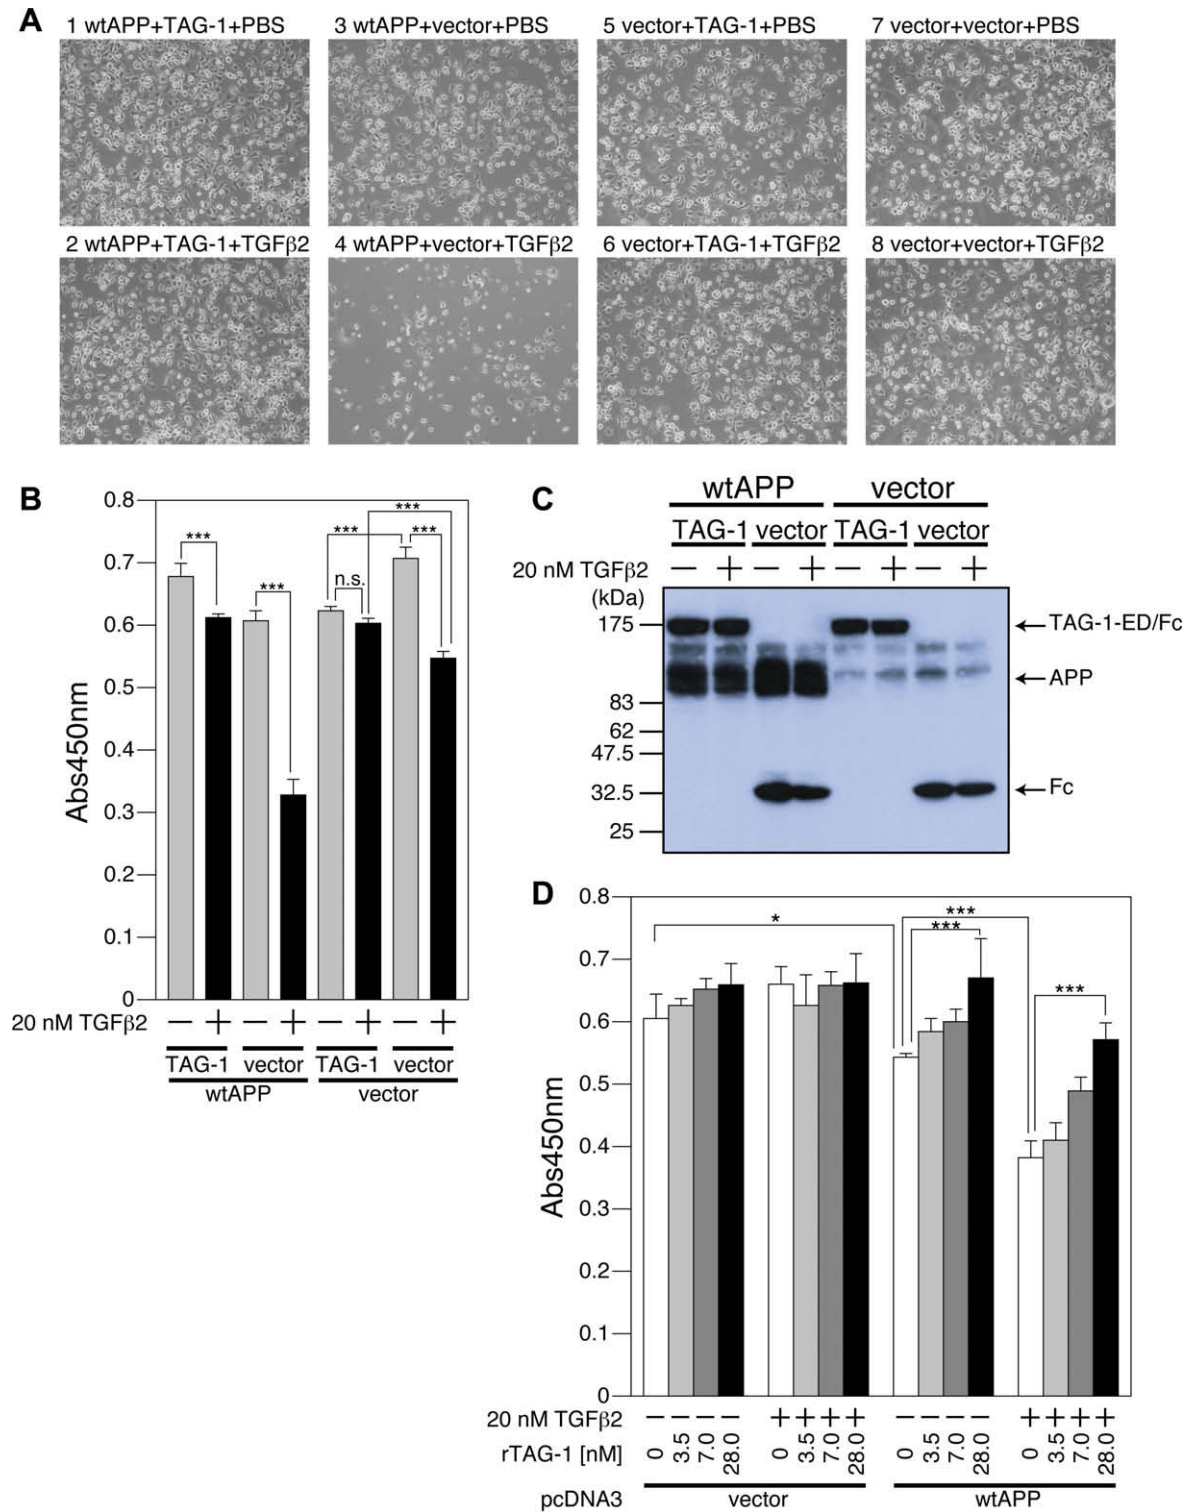 A
1 wtAPP+TAG-1+PBS
3 wtAPP+vector+PBS
5 vector+TAG-1+PBS
7 vector+vector+PBS
2 wtAPP+TAG-1+TGFβ2
4 wtAPP+vector+TGFβ2
6 vector+TAG-1+TGFβ2
8 vector+vector+TGFβ2
B
0.8
0.7
0.6
0.5
0.4
0.3
0.2
0.1
0
Abs450nm
***
***
***
n.s.
***
***
20 nM TGFβ2
− + − + − + − +
TAG-1 vector TAG-1 vector
wtAPP vector
C
wtAPP vector
TAG-1 vector TAG-1 vector
20 nM TGFβ2 − + − + − + − +
(kDa)
175
83
62
47.5
32.5
25
TAG-1-ED/Fc
APP
Fc
D
0.8
0.7
0.6
0.5
0.4
0.3
0.2
0.1
0
Abs450nm
*
***
***
***
20 nM TGFβ2 − − − − + + + + − − − − + + + +
rTAG-1 [nM] 0 3.5 7.0 28.0 0 3.5 7.0 28.0 0 3.5 7.0 28.0 0 3.5 7.0 28.0
pcDNA3 vector wtAPP